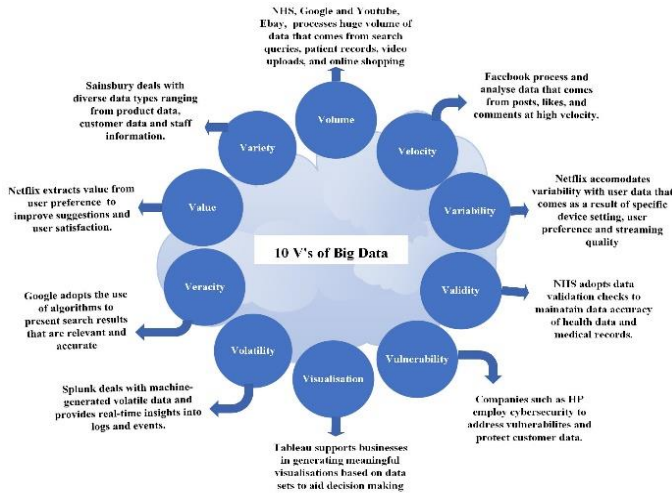 NHS, Google and Youtube,
Ebay, processes huge volume of
data that comes from search
queries, patient records, video
uploads, and online shopping
Volume
Facebook process and
analyse data that comes
from posts, likes, and
comments at high velocity.
Velocity
Netflix accomodates
variability with user data that
comes as a result of specific
device setting, user
preference and streaming
quality
Variability
NHS adopts data
validation checks to
maitatain data accuracy
of health data and
medical records.
Validity
Companies such as HP
employ cybersecurity to
address vulnerabilites and
protect customer data.
Vulnerability
Visualisation
Tableau supports businesses
in generating meaningful
visualisations based on data
sets to aid decision making
Volatility
Splunk deals with machine-
generated volatile data and
provides real-time insights into
logs and events.
Veracity
Google adopts the use
of algorithms to
present search results
that are relevant and
accurate
Value
Netflix extracts value from
user preference to
improve suggestions and
user satisfaction.
Variety
Sainsbury deals with
diverse data types ranging
from product data,
customer data and staff
information.
10 V's of Big Data